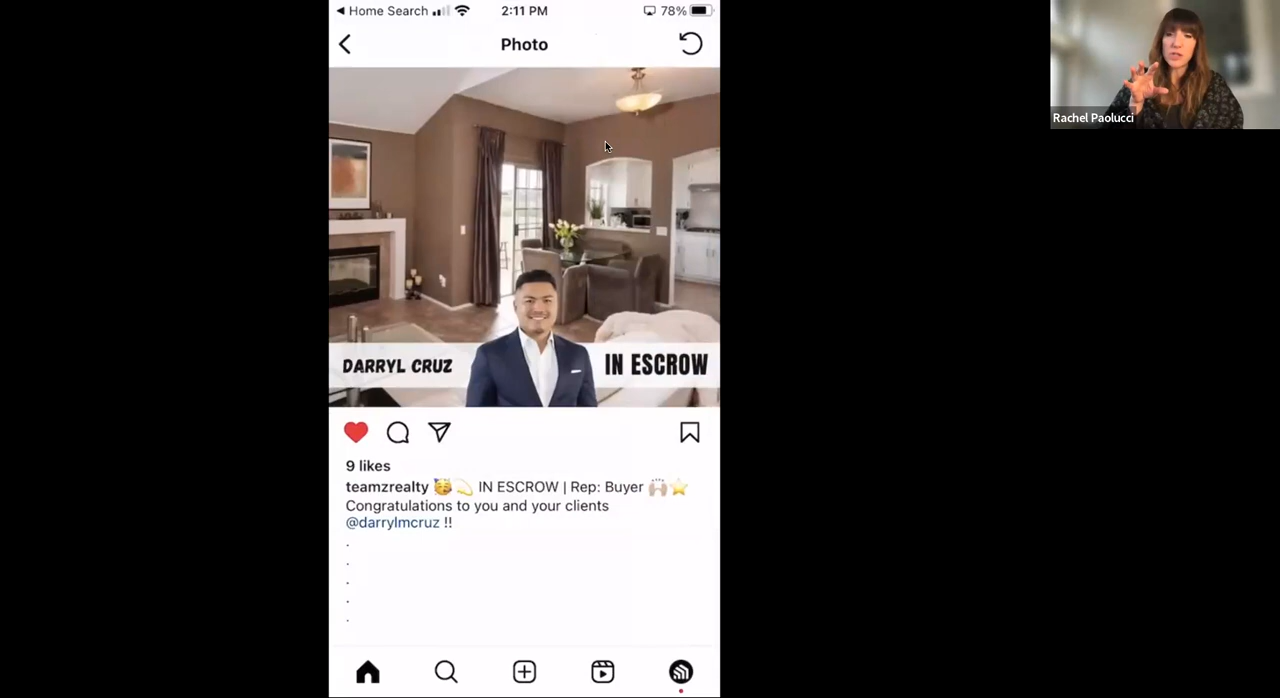 ◀ Home Search
2:11 PM
78%
Photo
DARRYL CRUZ
IN ESCROW
9 likes
teamzrealty 🥳💫 IN ESCROW | Rep: Buyer 🙌🏼⭐
Congratulations to you and your clients
@darrylmcruz !!
.
.
.
.
.
Rachel Paolucci